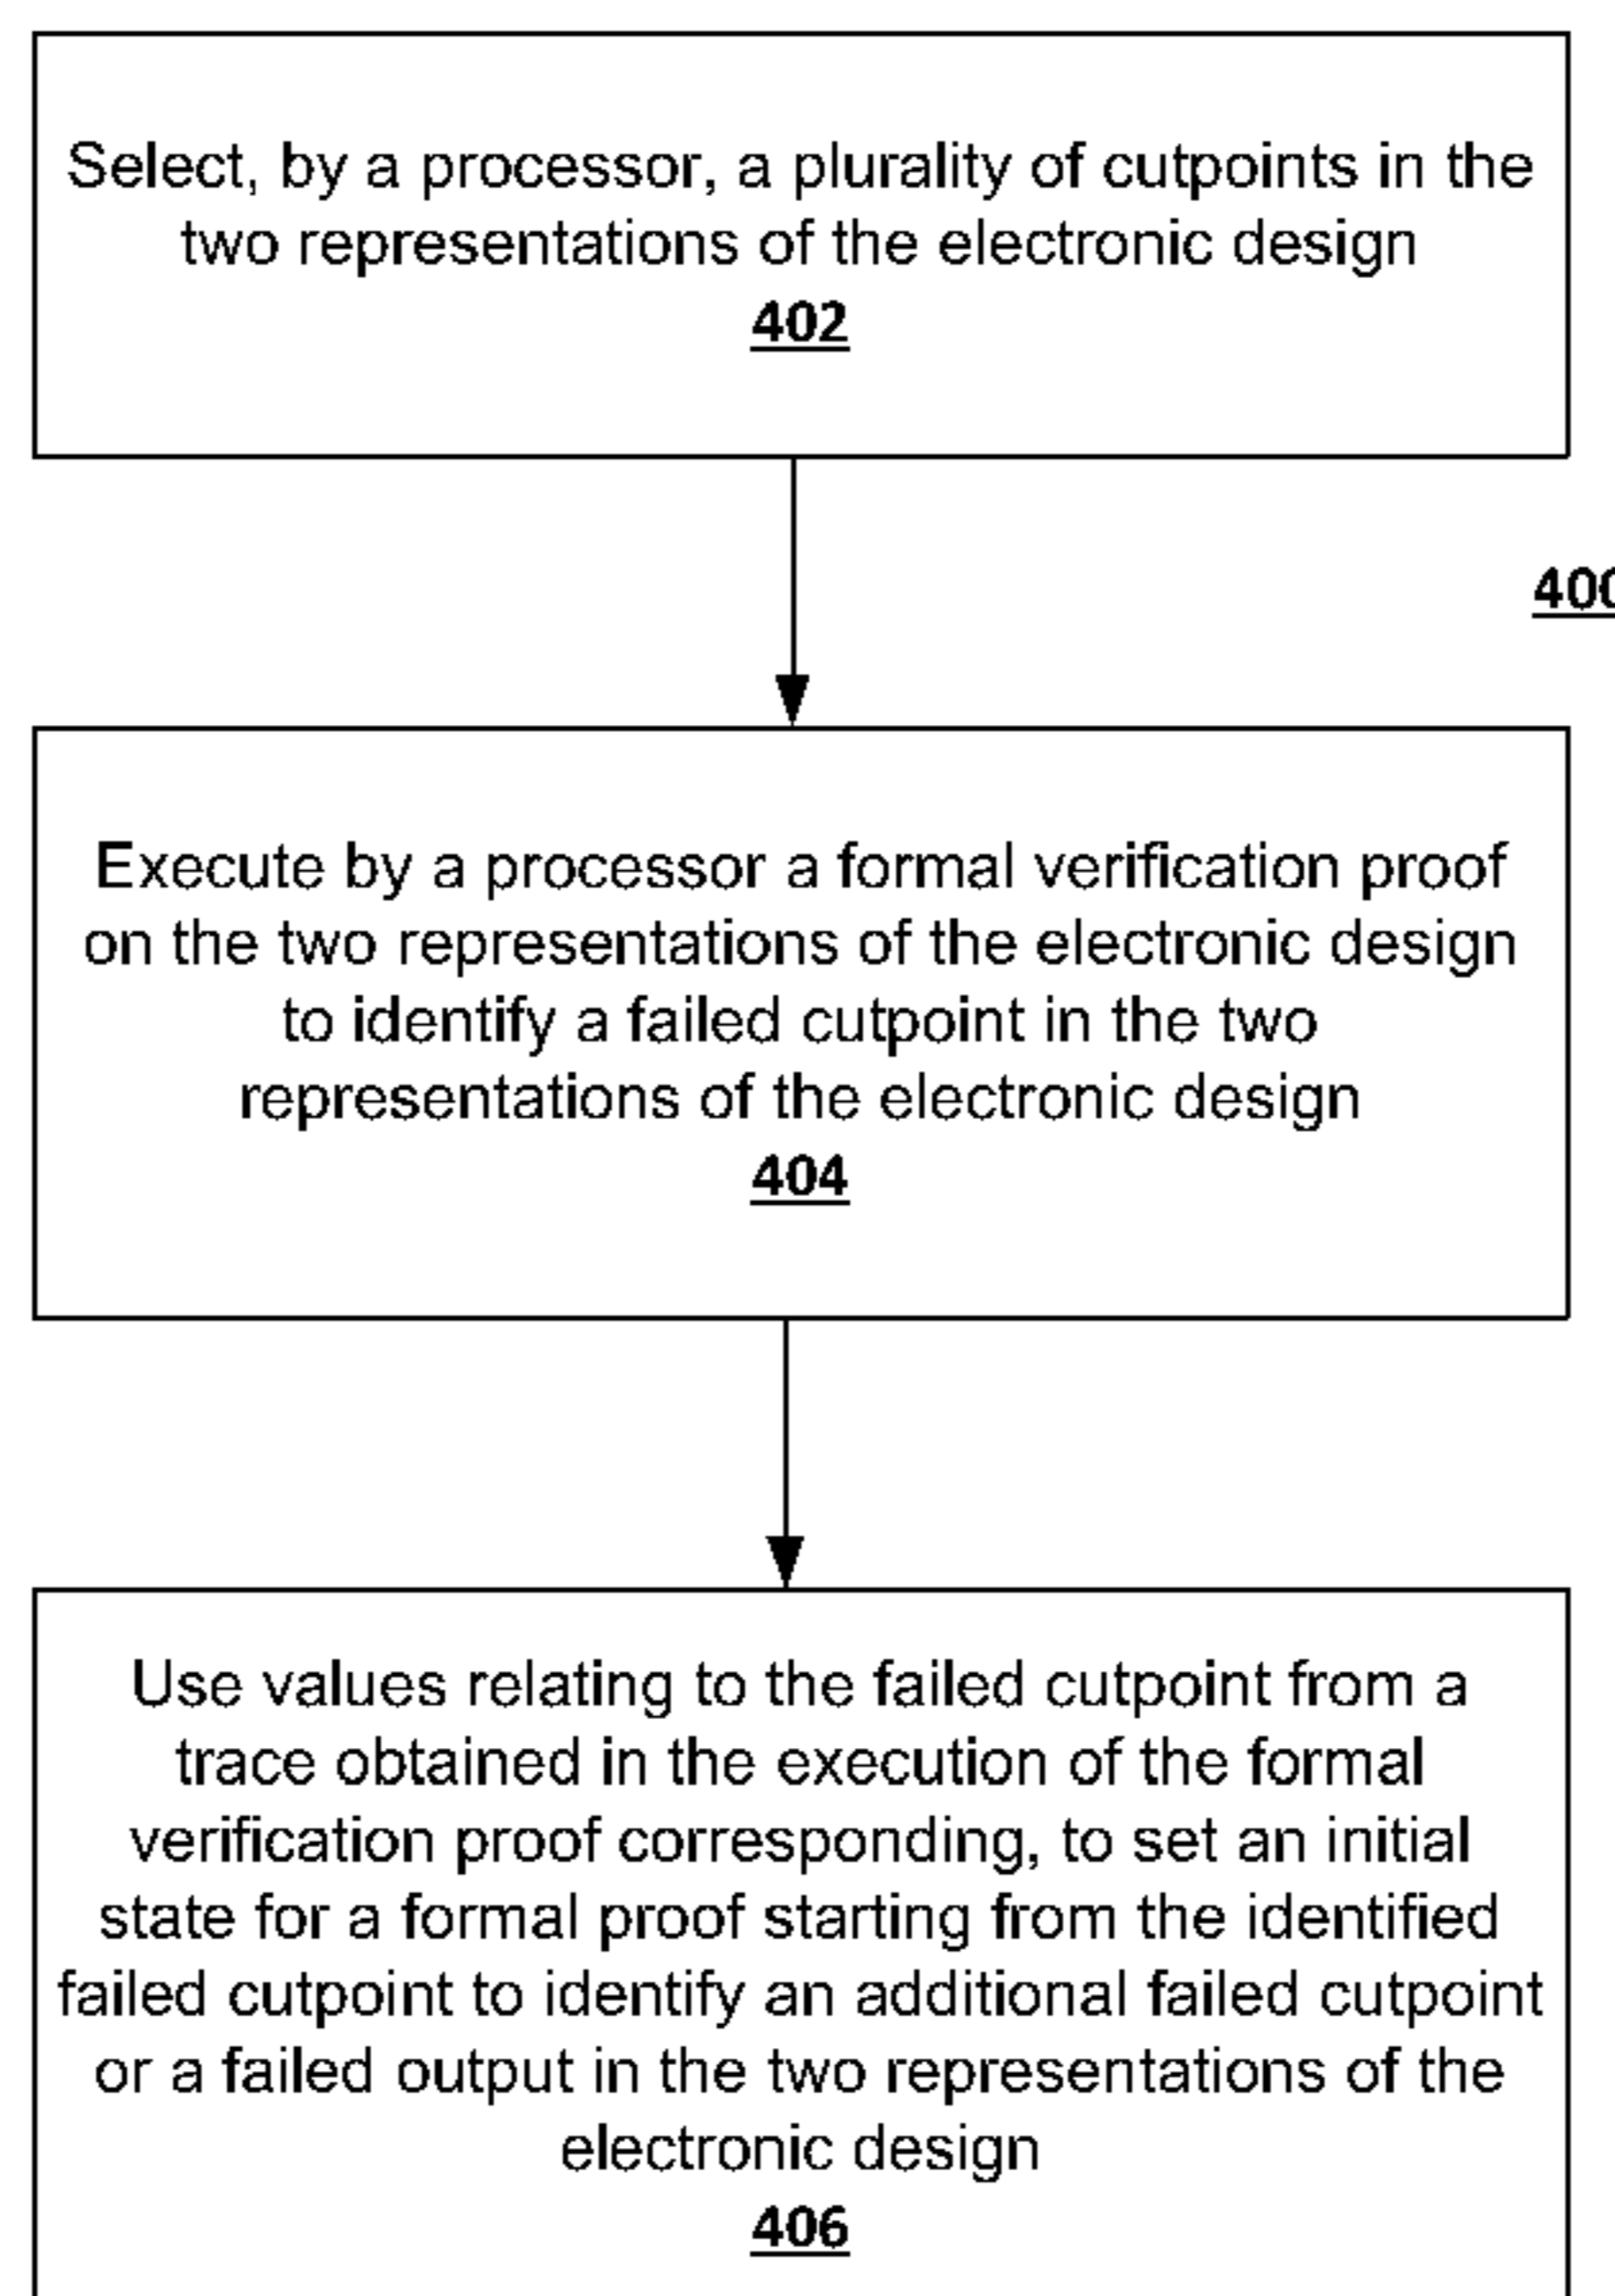 Select, by a processor, a plurality of cutpoints in the
two representations of the electronic design
402
400
Execute by a processor a formal verification proof
on the two representations of the electronic design
to identify a failed cutpoint in the two
representations of the electronic design
404
Use values relating to the failed cutpoint from a
trace obtained in the execution of the formal
verification proof corresponding, to set an initial
state for a formal proof starting from the identified
failed cutpoint to identify an additional failed cutpoint
or a failed output in the two representations of the
electronic design
406